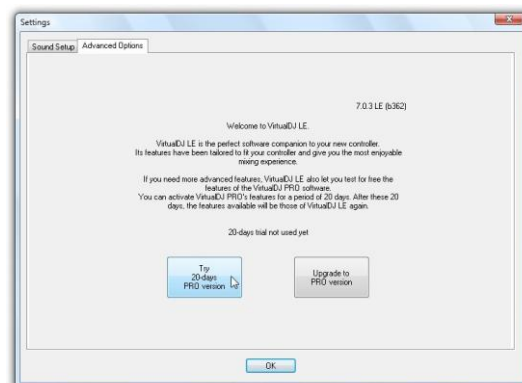 Settings
Sound Setup
Advanced Options
7.0.3 LE (b362)
Welcome to VirtualDJ LE.
VirtualDJ LE is the perfect software companion to your new controller.
Its features have been tailored to fit your controller and give you the most enjoyable
mixing experience.
If you need more advanced features, VirtualDJ LE also let you test for free the
features of the VirtualDJ PRO software.
You can activate VirtualDJ PRO's features for a period of 20 days. After these 20
days, the features available will be those of VirtualDJ LE again.
20-days trial not used yet
Try
20-days
PRO version
Upgrade to
PRO version
OK